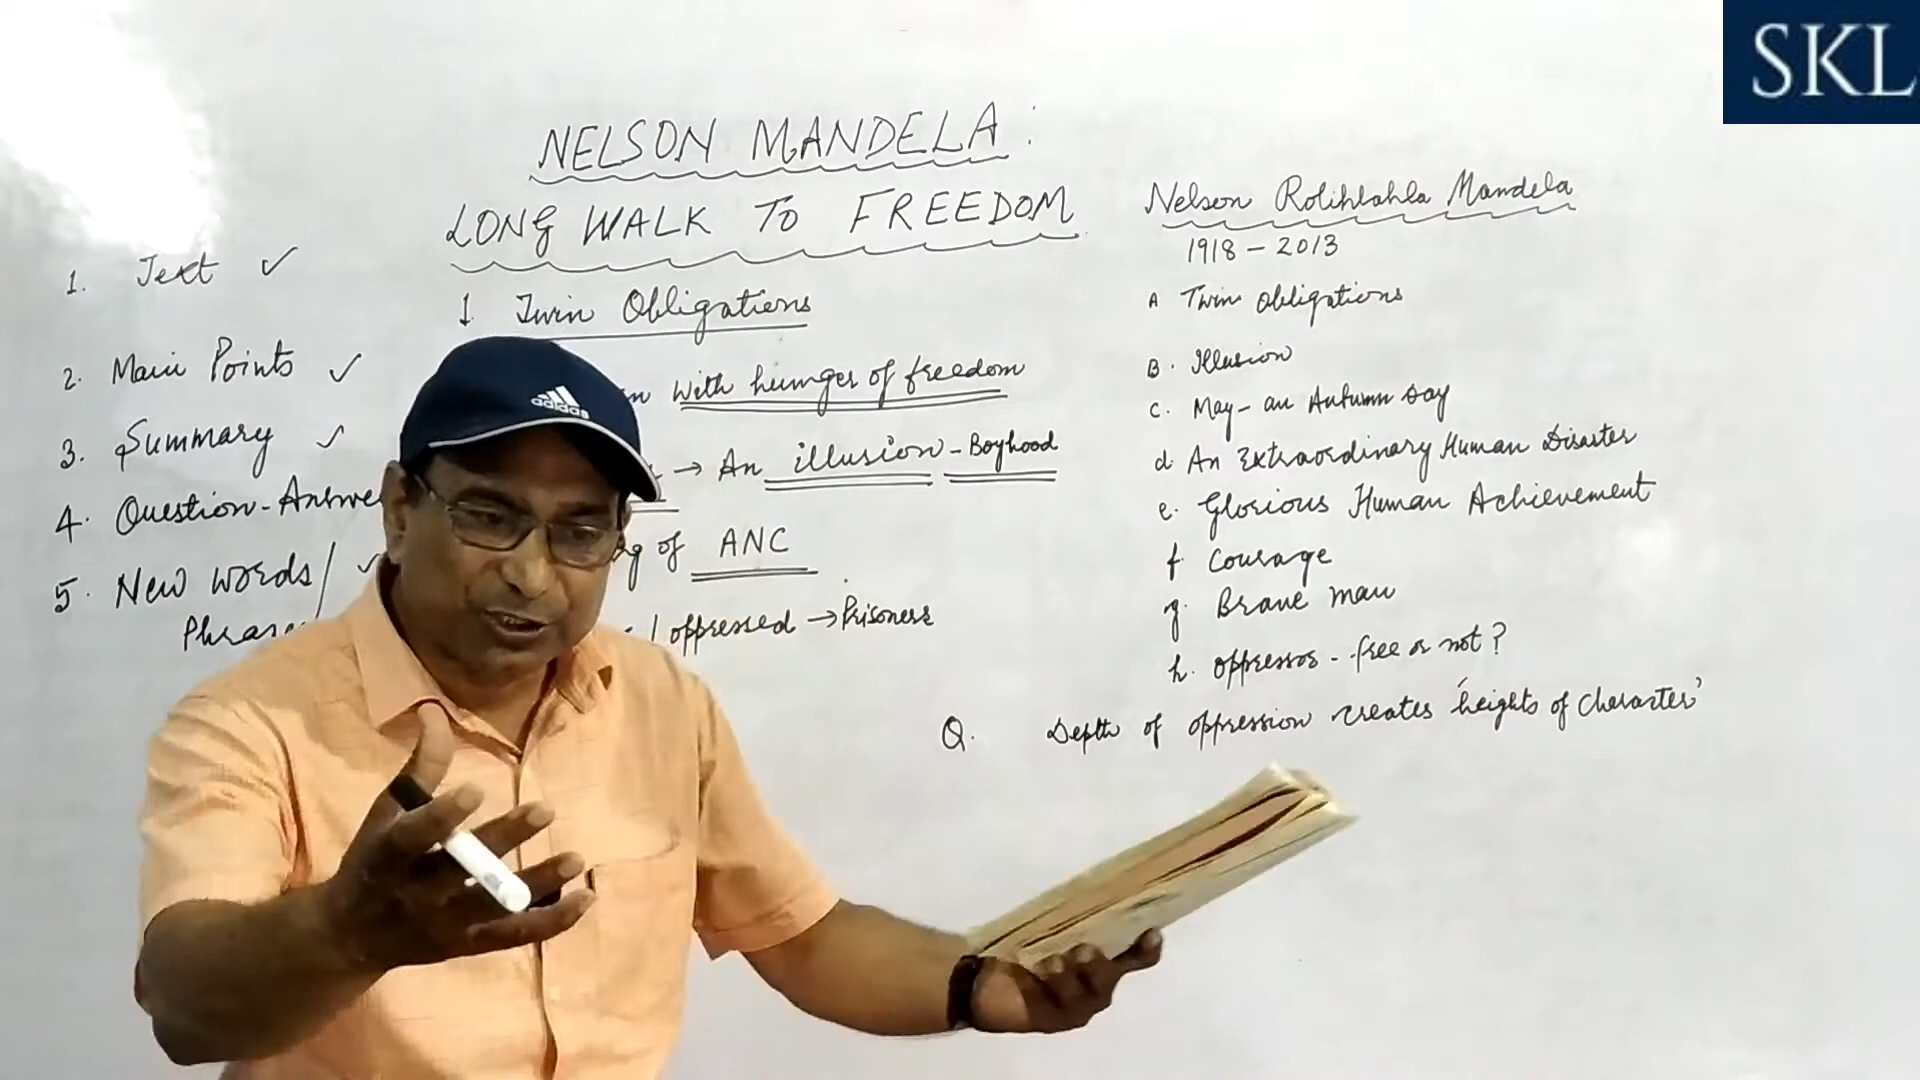 SKL
NELSON MANDELA:
LONG WALK TO FREEDOM
1. Text ✓
2. Main Points ✓
3. Summary ✓
4. Question-Answe
5. New words/ ✓
Phrase
1 Twin Obligations
with hunger of freedom
→ An illusion - Boyhood
of ANC
/ oppressed → Prisoners
adidas
Nelson Rolihlahla Mandela
1918 - 2013
A Twin obligations
B. Illusion
C. May - an Autumn Day
d. An Extraordinary Human Disaster
e. Glorious Human Achievement
f. Courage
g. Brave man
h. oppressor - free or not?
Q. Depth of oppression creates 'heights of character'